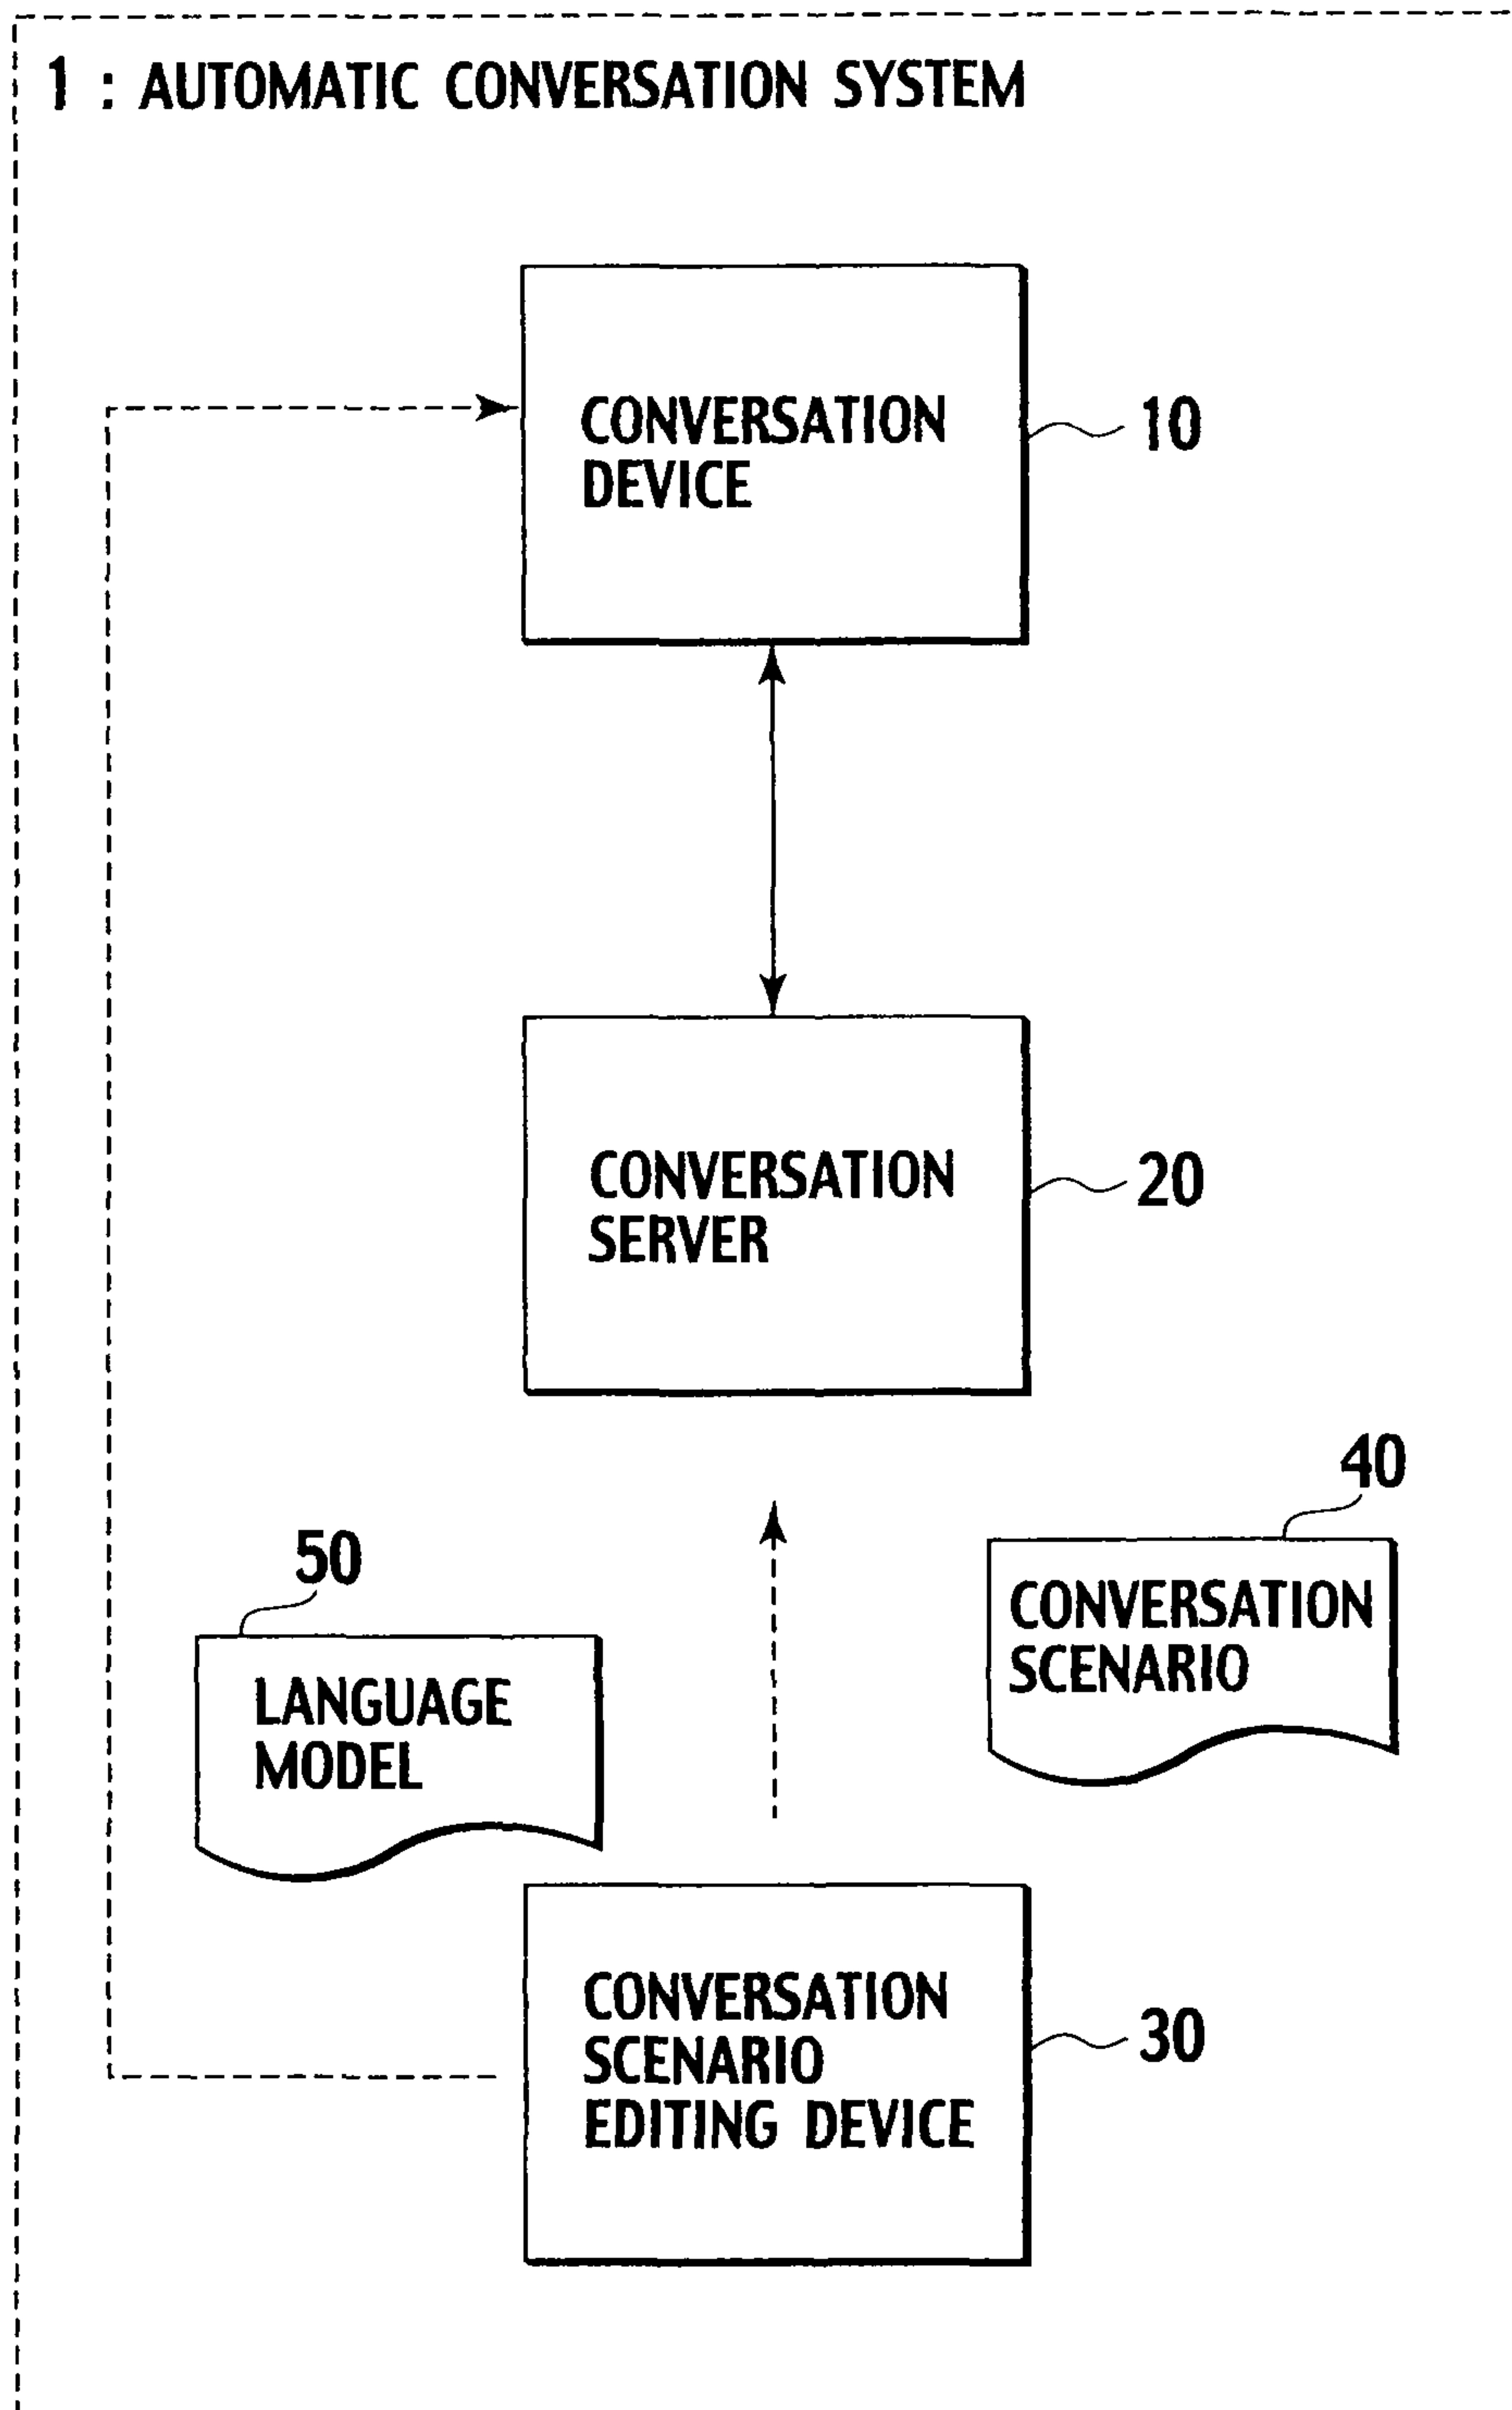 1 : AUTOMATIC CONVERSATION SYSTEM
CONVERSATION
DEVICE
10
CONVERSATION
SERVER
20
40
CONVERSATION
SCENARIO
50
LANGUAGE
MODEL
CONVERSATION
SCENARIO
EDITING DEVICE
30